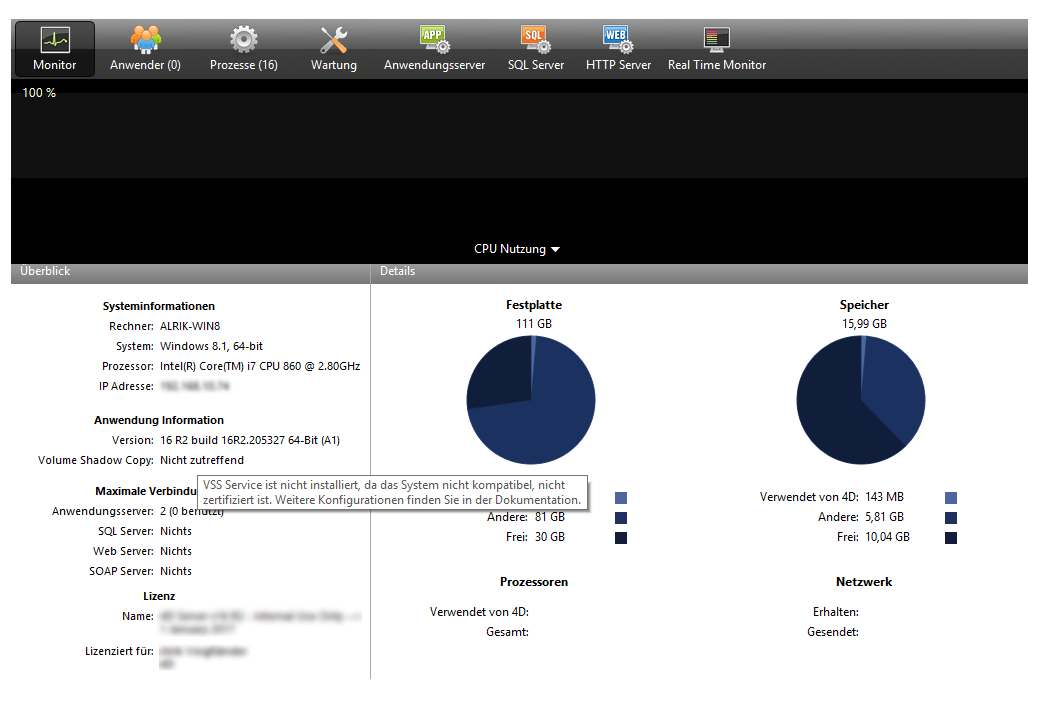 Monitor
Anwender (0)
Prozesse (16)
Wartung
APP
Anwendungsserver
SQL
SQL Server
WEB
HTTP Server
Real Time Monitor
100 %
CPU Nutzung
Überblick
Details
Systeminformationen
Rechner: ALRIK-WIN8
System: Windows 8.1, 64-bit
Prozessor: Intel(R) Core(TM) i7 CPU 860 @ 2.80GHz
IP Adresse:
Anwendung Information
Version: 16 R2 build 16R2.205327 64-Bit (A1)
Volume Shadow Copy: Nicht zutreffend
VSS Service ist nicht installiert, da das System nicht kompatibel, nicht
zertifiziert ist. Weitere Konfigurationen finden Sie in der Dokumentation.
Maximale Verbindu
Anwendungsserver: 2 (0 benutzt)
SQL Server: Nichts
Web Server: Nichts
SOAP Server: Nichts
Lizenz
Name:
Lizenziert für:
Festplatte
111 GB
Andere: 81 GB
Frei: 30 GB
Speicher
15,99 GB
Verwendet von 4D: 143 MB
Andere: 5,81 GB
Frei: 10,04 GB
Prozessoren
Verwendet von 4D:
Gesamt:
Netzwerk
Erhalten:
Gesendet: